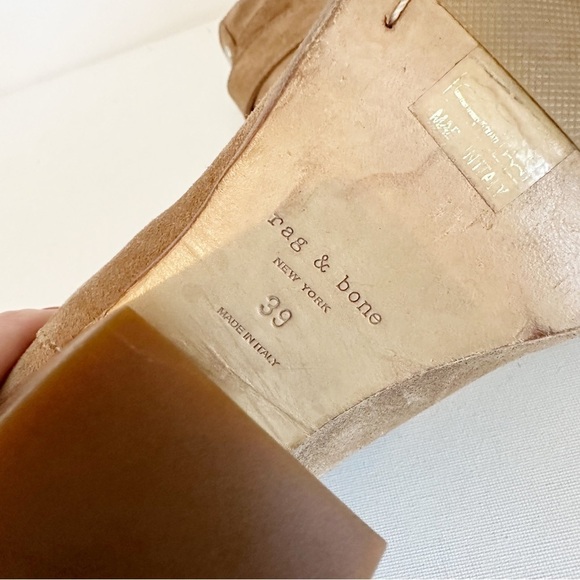 rag & bone
NEW YORK
39
MADE IN ITALY
MADE IN ITALY